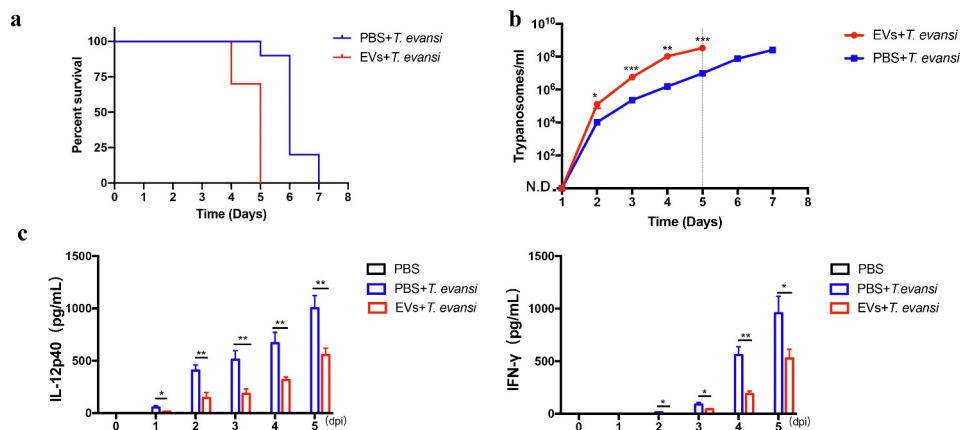 a
PBS+T. evansi
EVs+T. evansi
Percent survival
100
75
50
25
0
0 1 2 3 4 5 6 7 8
Time (Days)
b
EVs+T. evansi
PBS+T. evansi
Trypanosomes/ml
10^10
10^8
10^6
10^4
10^2
N.D.
* *** ** ***
1 2 3 4 5 6 7 8
Time (Days)
c
PBS
PBS+T. evansi
EVs+T. evansi
IL-12p40 (pg/mL)
1500
1000
500
0
* ** ** ** **
0 1 2 3 4 5 (dpi)
PBS
PBS+T.evansi
EVs+T. evansi
IFN-γ (pg/mL)
1500
1000
500
0
* * ** *
0 1 2 3 4 5 (dpi)